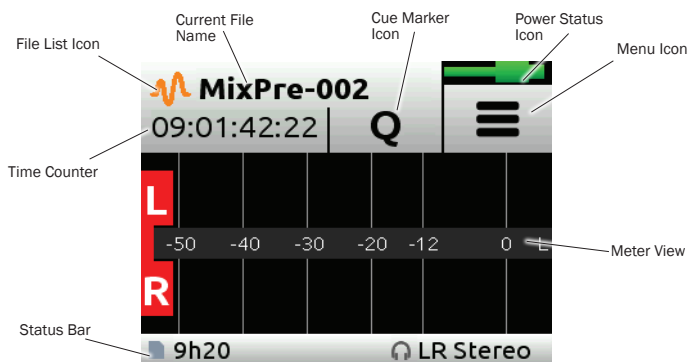 Current File
Name
Cue Marker
Icon
Power Status
Icon
File List Icon
Menu Icon
MixPre-002
09:01:42:22
Q
Time Counter
L
-50 -40 -30 -20 -12 0 L
Meter View
R
Status Bar
9h20
LR Stereo